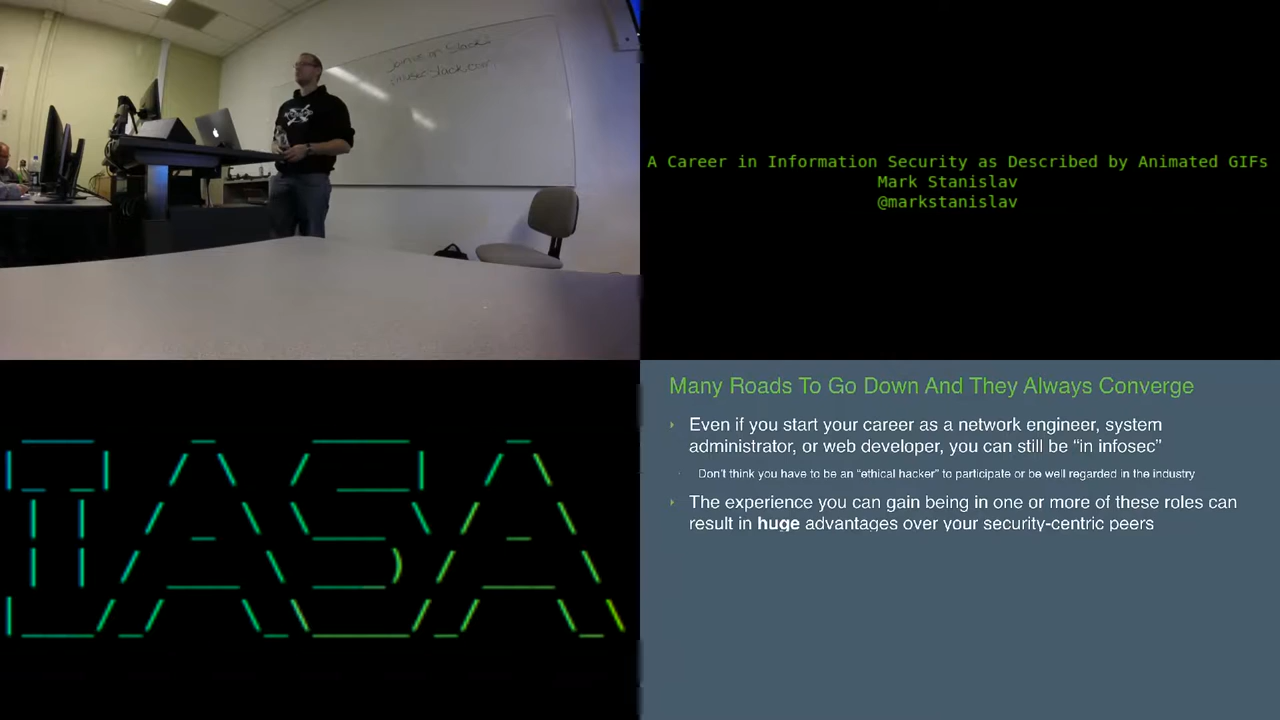 Join us on Slack!
A Career in Information Security as Described by Animated GIFs
Mark Stanislav
@markstanislav
IASA
Many Roads To Go Down And They Always Converge
Even if you start your career as a network engineer, system
administrator, or web developer, you can still be “in infosec”
Don't think you have to be an “ethical hacker” to participate or be well regarded in the industry
The experience you can gain being in one or more of these roles can
result in huge advantages over your security-centric peers